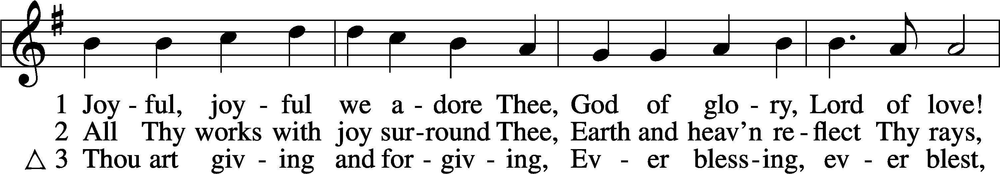 1 Joy - ful, joy - ful we a - dore Thee, God of glo - ry, Lord of love!
2 All Thy works with joy sur - round Thee, Earth and heav’n re - flect Thy rays,
△ 3 Thou art giv - ing and for - giv - ing, Ev - er bless - ing, ev - er blest,